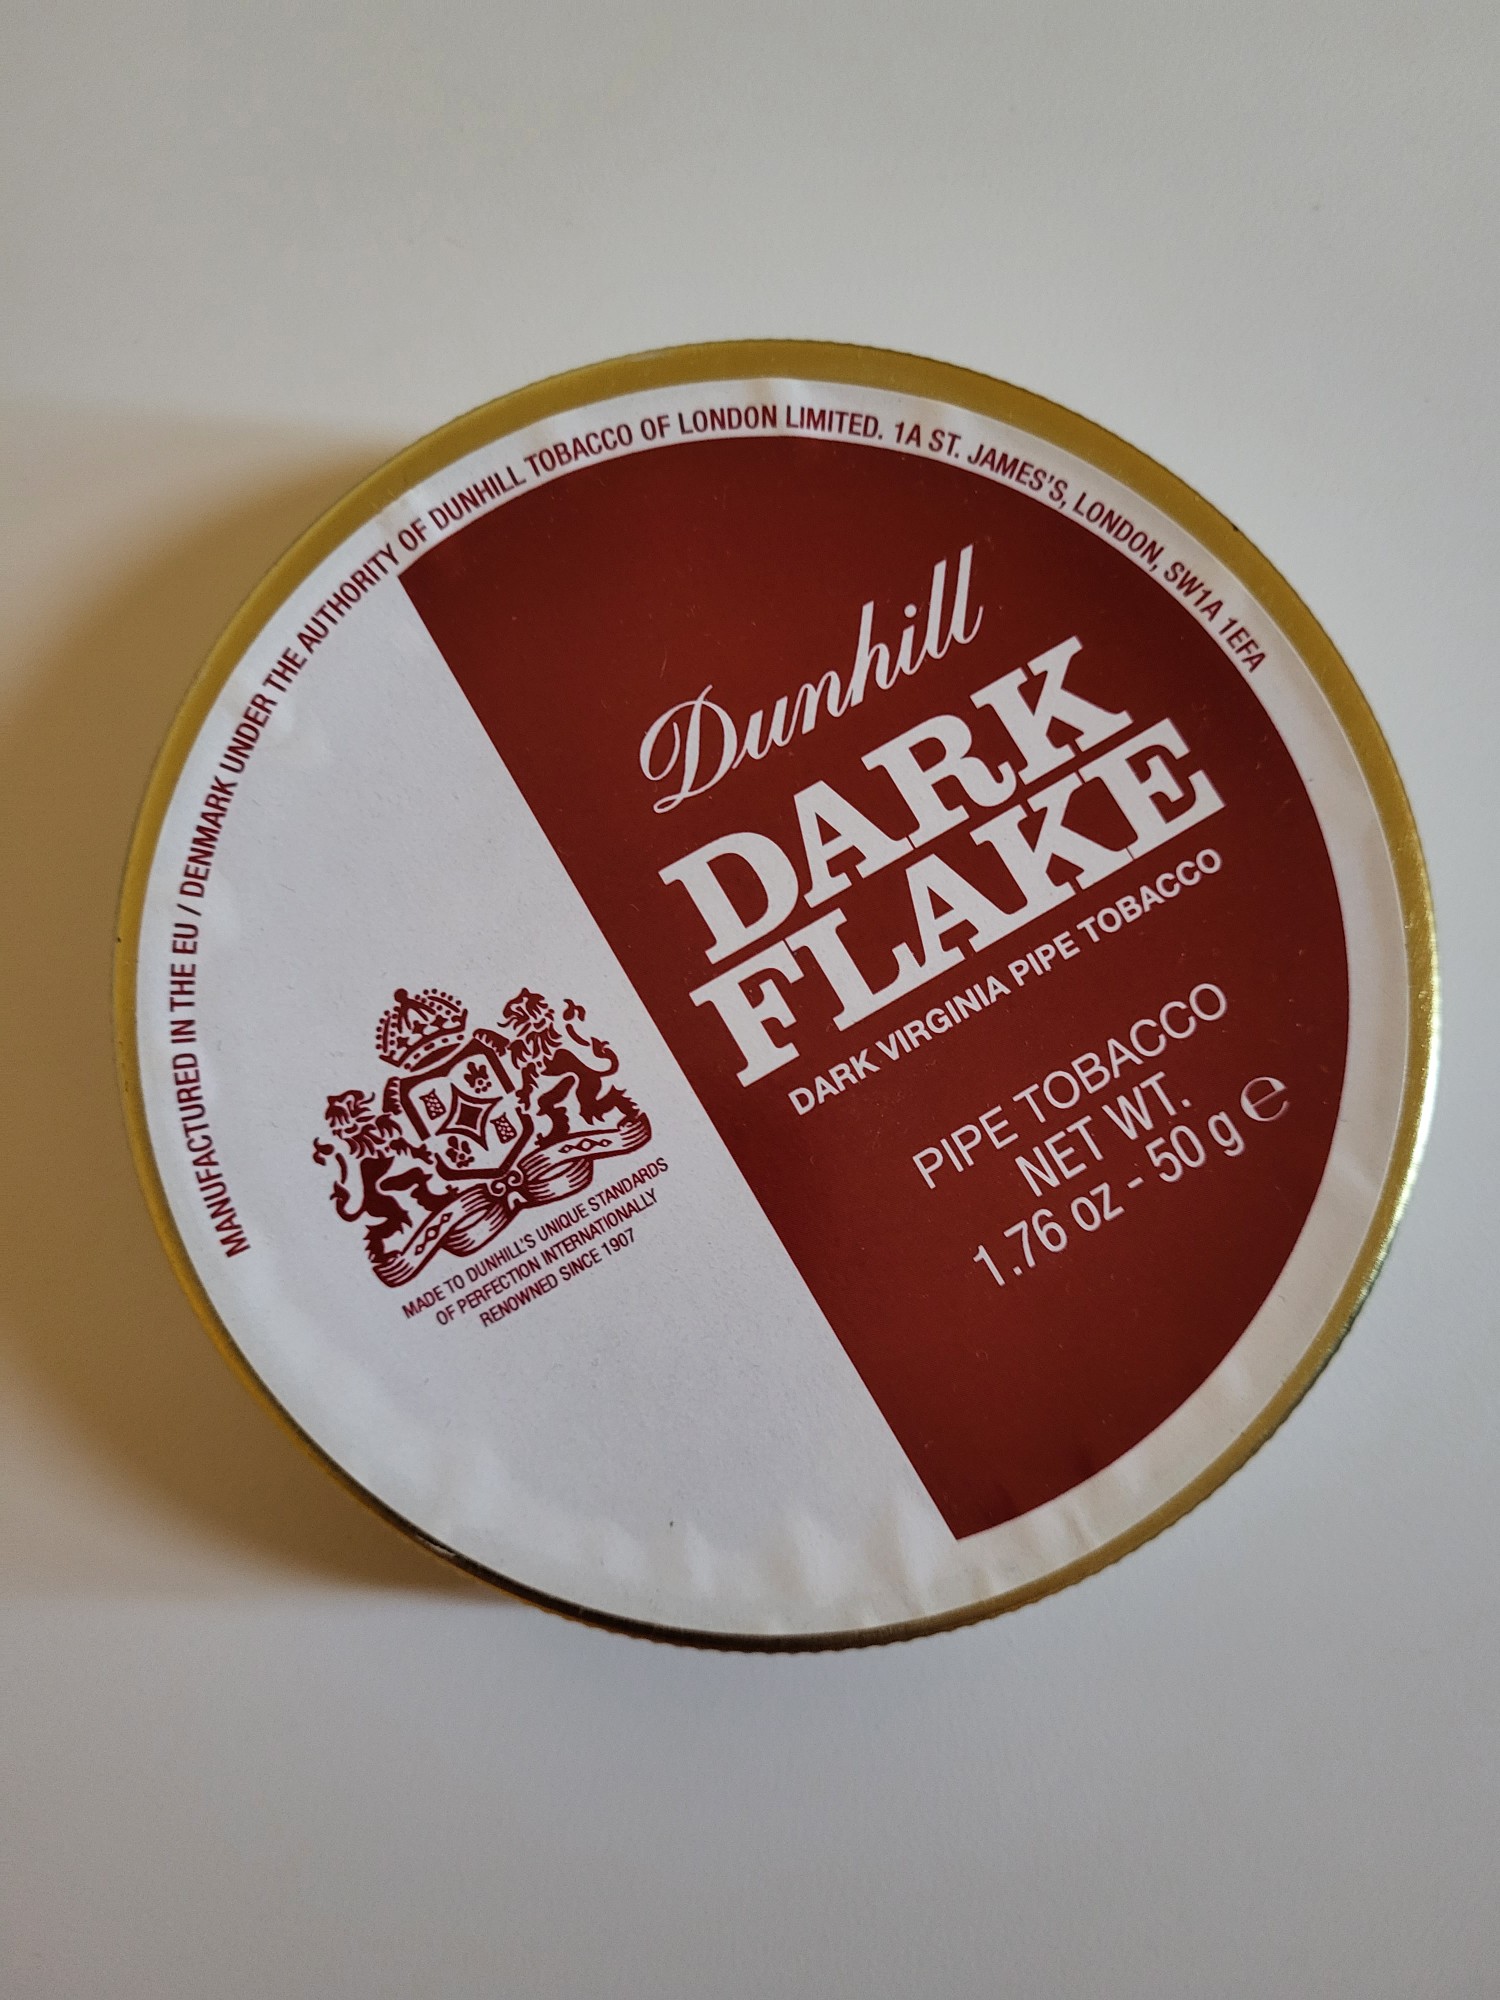 MANUFACTURED IN THE EU / DENMARK UNDER THE AUTHORITY OF DUNHILL TOBACCO OF LONDON LIMITED. 1A ST. JAMES'S, LONDON, SW1A 1EFA
Dunhill
DARK
FLAKE
DARK VIRGINIA PIPE TOBACCO
PIPE TOBACCO
NET WT.
1.76 oz - 50 g ℮
MADE TO DUNHILL'S UNIQUE STANDARDS
OF PERFECTION INTERNATIONALLY
RENOWNED SINCE 1907